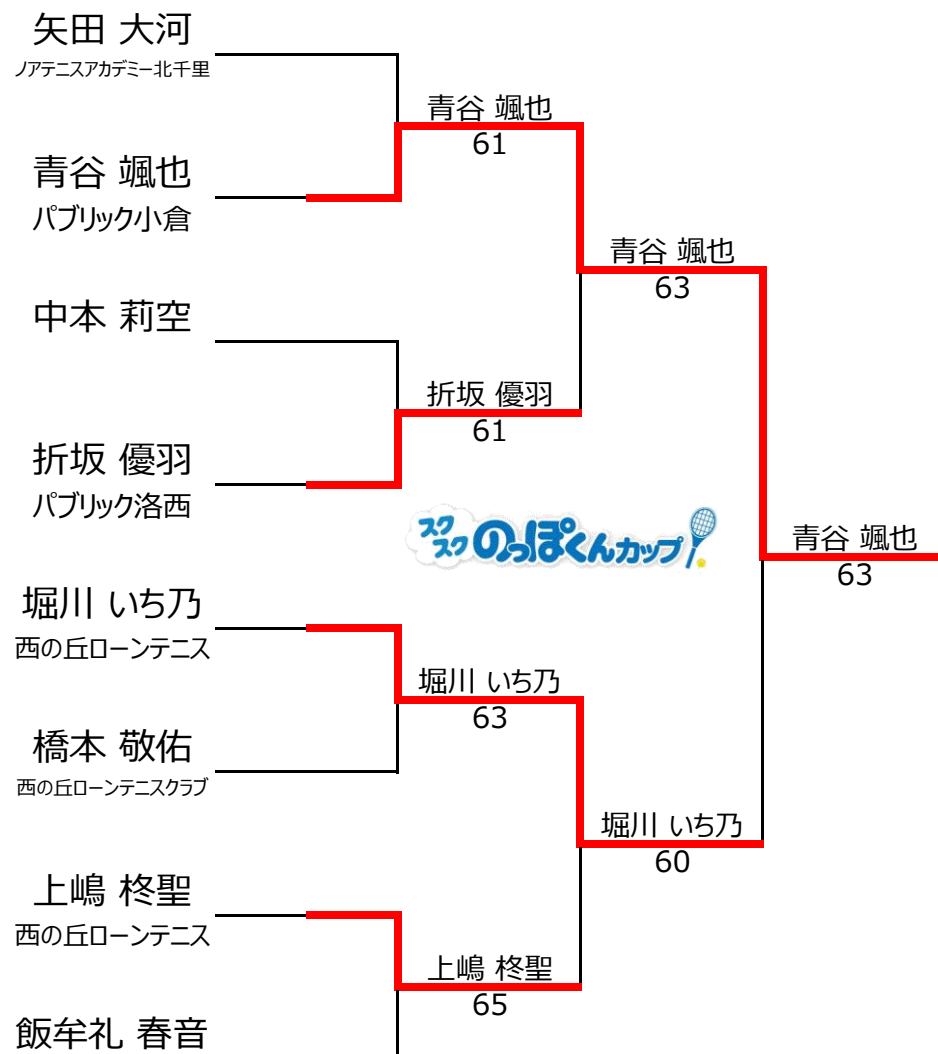 矢田 大河
ノアテニスアカデミー北千里
青谷 颯也
61
青谷 颯也
パブリック小倉
青谷 颯也
63
中本 莉空
折坂 優羽
61
折坂 優羽
パブリック洛西
スクスク のっぽくんカップ!
青谷 颯也
63
堀川 いち乃
西の丘ローンテニス
堀川 いち乃
63
橋本 敬佑
西の丘ローンテニスクラブ
堀川 いち乃
60
上嶋 柊聖
西の丘ローンテニス
上嶋 柊聖
65
飯牟礼 春音